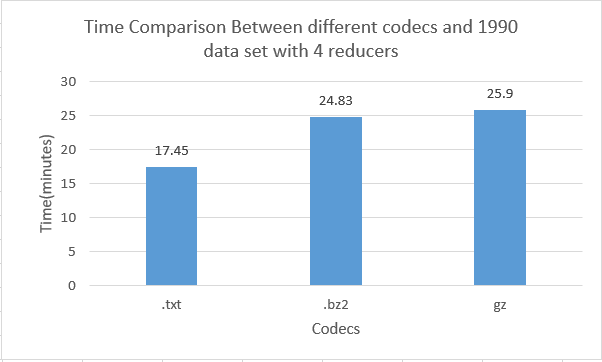 Time Comparison Between different codecs and 1990
data set with 4 reducers
30
25
20
15
10
5
0
Time(minutes)
17.45
24.83
25.9
.txt
.bz2
gz
Codecs